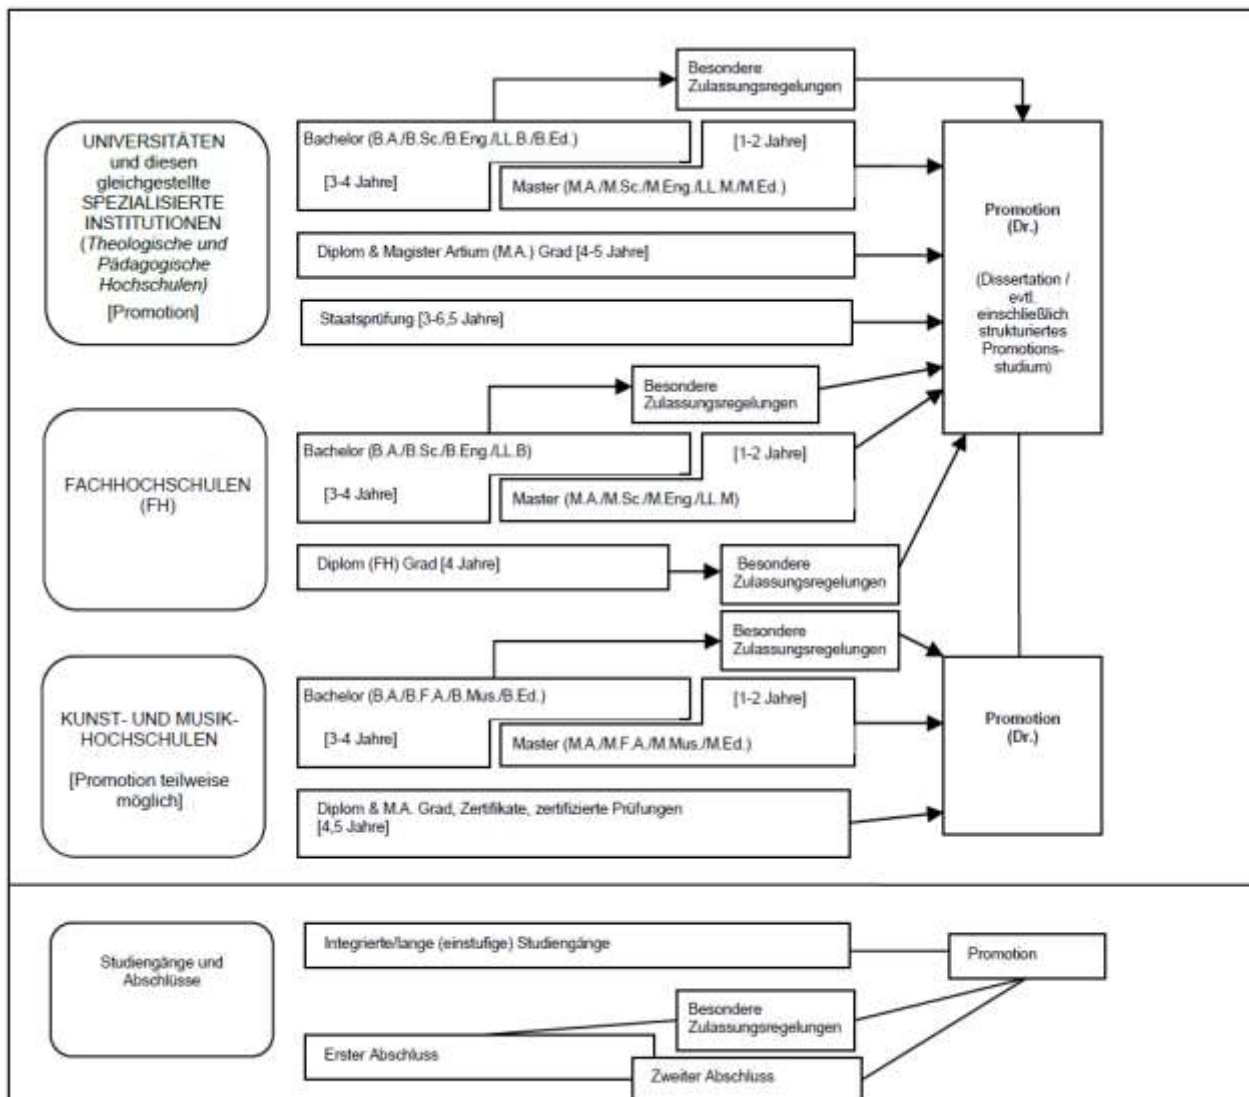 Besondere
Zulassungsregelungen
UNIVERSITÄTEN
und diesen
gleichgestellte
SPEZIALISIERTE
INSTITUTIONEN
(Theologische und
Pädagogische
Hochschulen)
[Promotion]
Bachelor (B.A./B.Sc./B.Eng./LL.B./B.Ed.)
[1-2 Jahre]
[3-4 Jahre]
Master (M.A./M.Sc./M.Eng./LL.M./M.Ed.)
Diplom & Magister Artium (M.A.) Grad [4-5 Jahre]
Staatsprüfung [3-6,5 Jahre]
Promotion
(Dr.)
(Dissertation /
evtl.
einschließlich
strukturiertes
Promotions-
studium)
Besondere
Zulassungsregelungen
FACHHOCHSCHULEN
(FH)
Bachelor (B.A./B.Sc./B.Eng./LL.B)
[1-2 Jahre]
[3-4 Jahre]
Master (M.A./M.Sc./M.Eng./LL.M)
Diplom (FH) Grad [4 Jahre]
Besondere
Zulassungsregelungen
Besondere
Zulassungsregelungen
KUNST- UND MUSIK-
HOCHSCHULEN
[Promotion teilweise
möglich]
Bachelor (B.A./B.F.A./B.Mus./B.Ed.)
[1-2 Jahre]
[3-4 Jahre]
Master (M.A./M.F.A./M.Mus./M.Ed.)
Diplom & M.A. Grad, Zertifikate, zertifizierte Prüfungen
[4,5 Jahre]
Promotion
(Dr.)
Studiengänge und
Abschlüsse
Integrierte/lange (einstufige) Studiengänge
Promotion
Besondere
Zulassungsregelungen
Erster Abschluss
Zweiter Abschluss